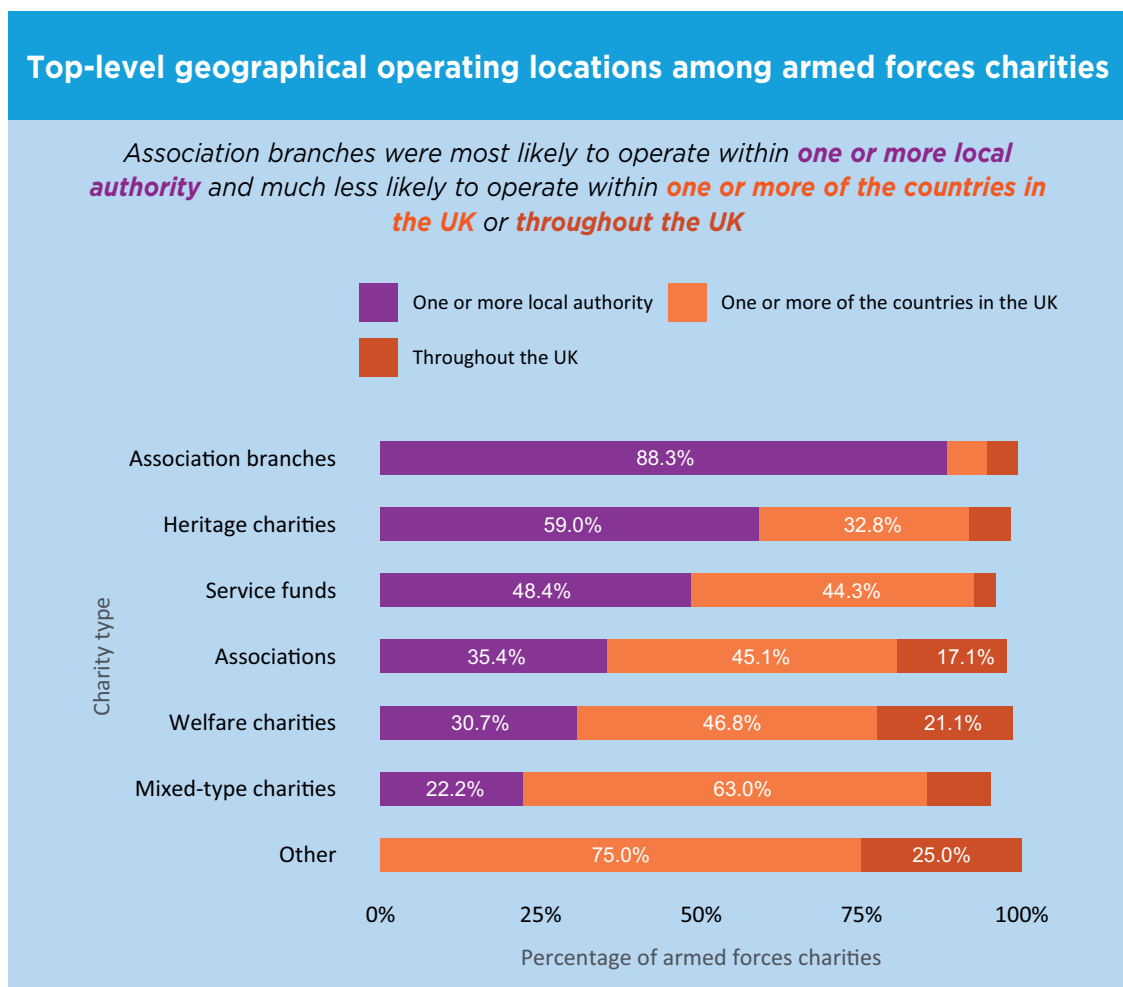 Top-level geographical operating locations among armed forces charities
Association branches were most likely to operate within one or more local
authority and much less likely to operate within one or more of the countries in
the UK or throughout the UK
One or more local authority
One or more of the countries in the UK
Throughout the UK
Charity type
Association branches
88.3%
Heritage charities
59.0%
32.8%
Service funds
48.4%
44.3%
Associations
35.4%
45.1%
17.1%
Welfare charities
30.7%
46.8%
21.1%
Mixed-type charities
22.2%
63.0%
Other
75.0%
25.0%
0%
25%
50%
75%
100%
Percentage of armed forces charities